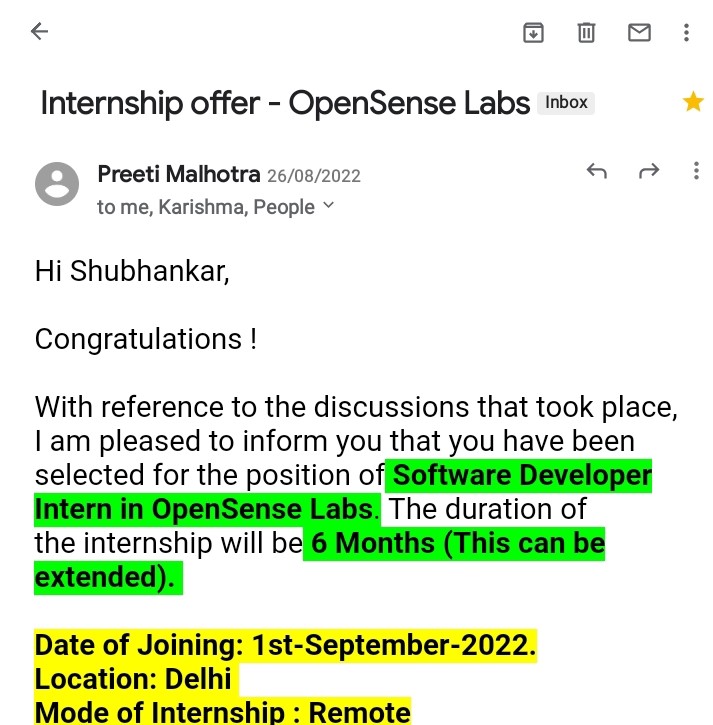 Internship offer - OpenSense Labs Inbox
Preeti Malhotra 26/08/2022
to me, Karishma, People
Hi Shubhankar,
Congratulations !
With reference to the discussions that took place,
I am pleased to inform you that you have been
selected for the position of Software Developer
Intern in OpenSense Labs. The duration of
the internship will be 6 Months (This can be
extended).
Date of Joining: 1st-September-2022.
Location: Delhi
Mode of Internship : Remote